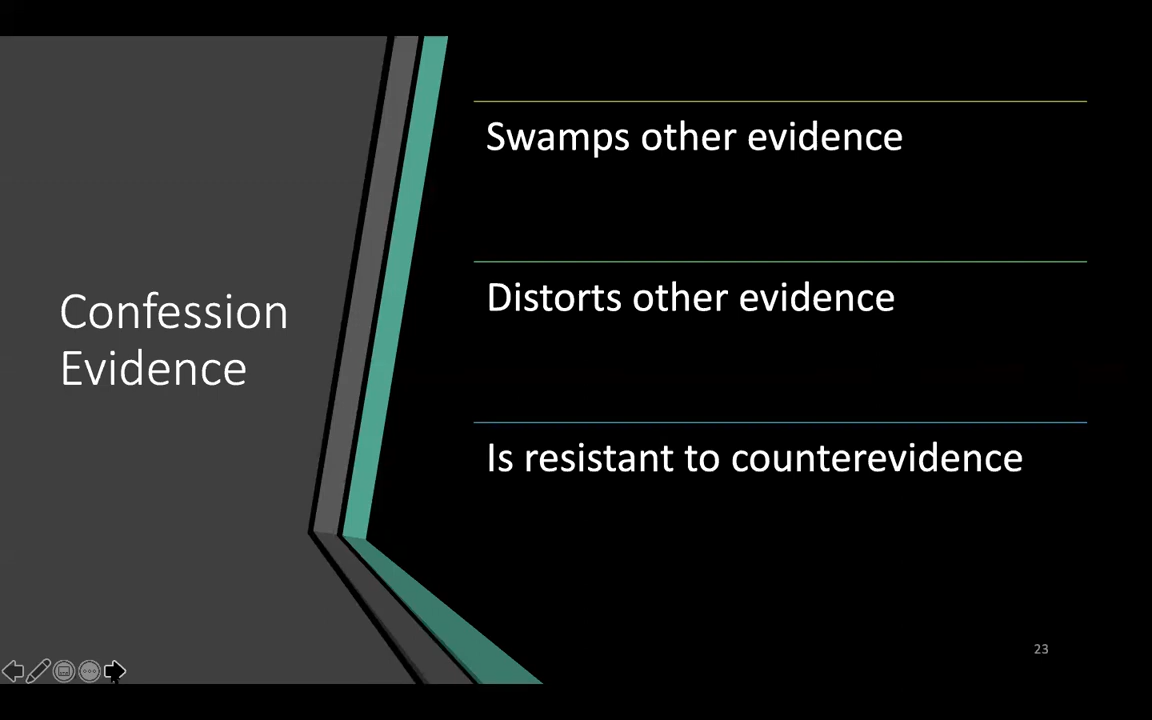 Confession
Evidence
Swamps other evidence
Distorts other evidence
Is resistant to counterevidence
23